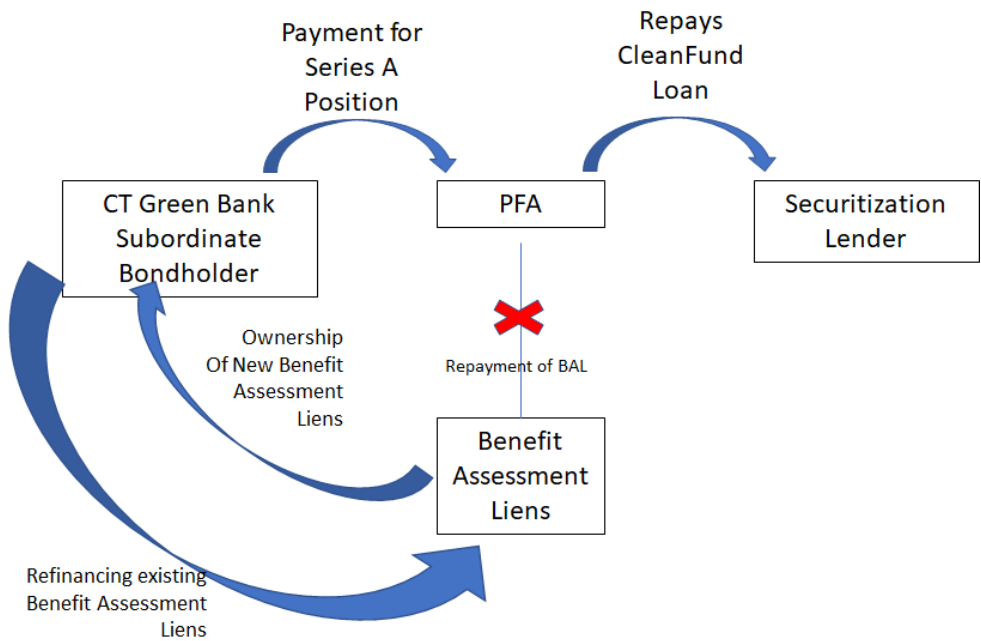 Payment for
Series A
Position
Repays
CleanFund
Loan
CT Green Bank
Subordinate
Bondholder
PFA
Securitization
Lender
Ownership
Of New Benefit
Assessment
Liens
Repayment of BAL
Benefit
Assessment
Liens
Refinancing existing
Benefit Assessment
Liens